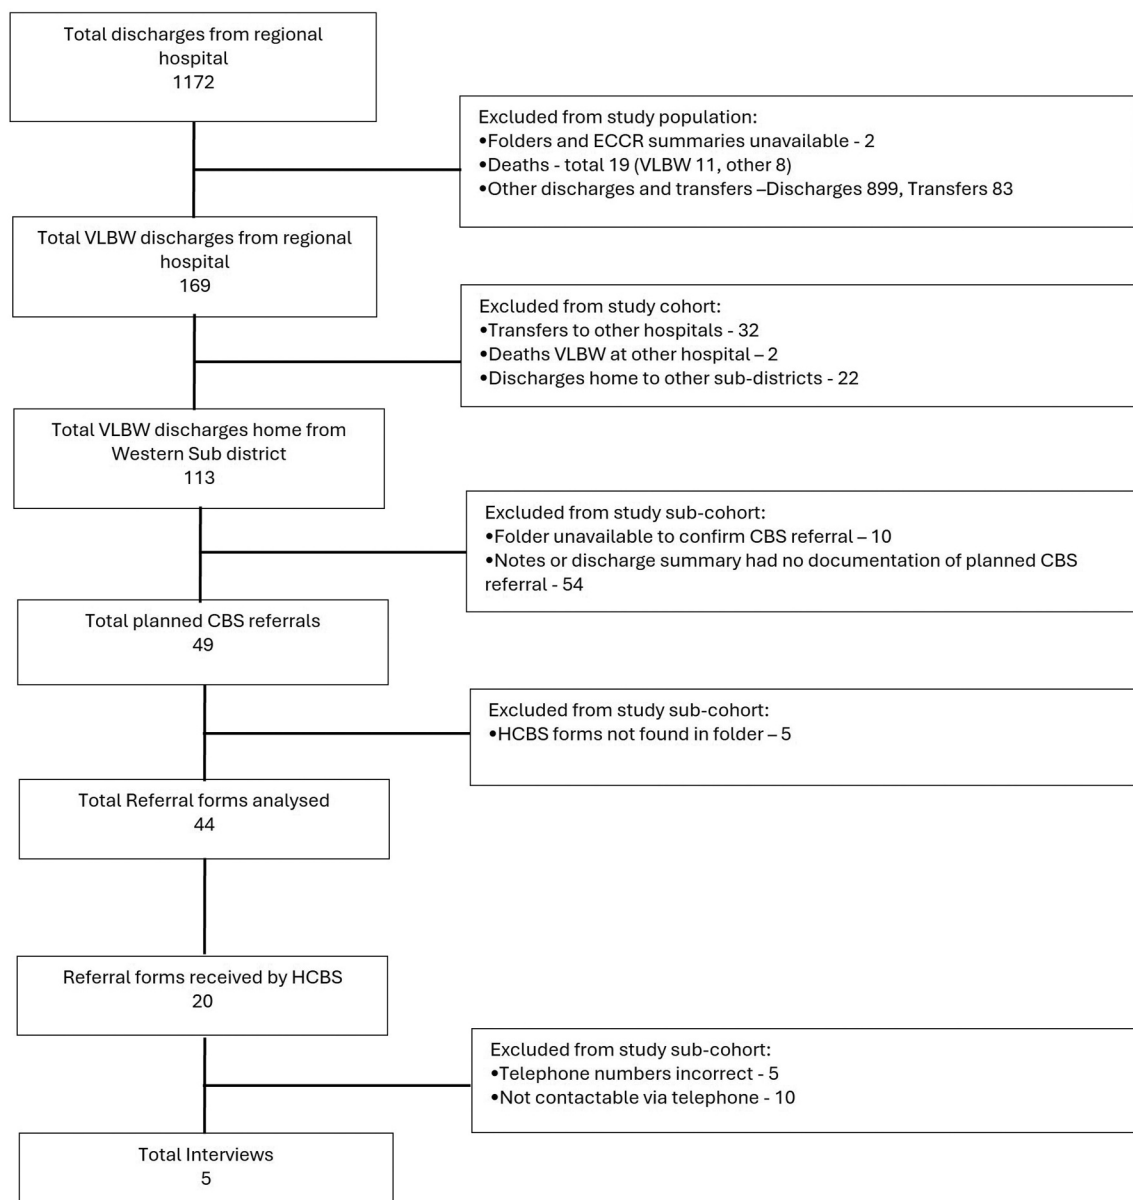 Total discharges from regional
hospital
1172
Excluded from study population:
•Folders and ECCR summaries unavailable - 2
•Deaths - total 19 (VLBW 11, other 8)
•Other discharges and transfers –Discharges 899, Transfers 83
Total VLBW discharges from regional
hospital
169
Excluded from study cohort:
•Transfers to other hospitals - 32
•Deaths VLBW at other hospital – 2
•Discharges home to other sub-districts - 22
Total VLBW discharges home from
Western Sub district
113
Excluded from study sub-cohort:
•Folder unavailable to confirm CBS referral – 10
•Notes or discharge summary had no documentation of planned CBS
referral - 54
Total planned CBS referrals
49
Excluded from study sub-cohort:
•HCBS forms not found in folder – 5
Total Referral forms analysed
44
Referral forms received by HCBS
20
Excluded from study sub-cohort:
•Telephone numbers incorrect - 5
•Not contactable via telephone - 10
Total Interviews
5